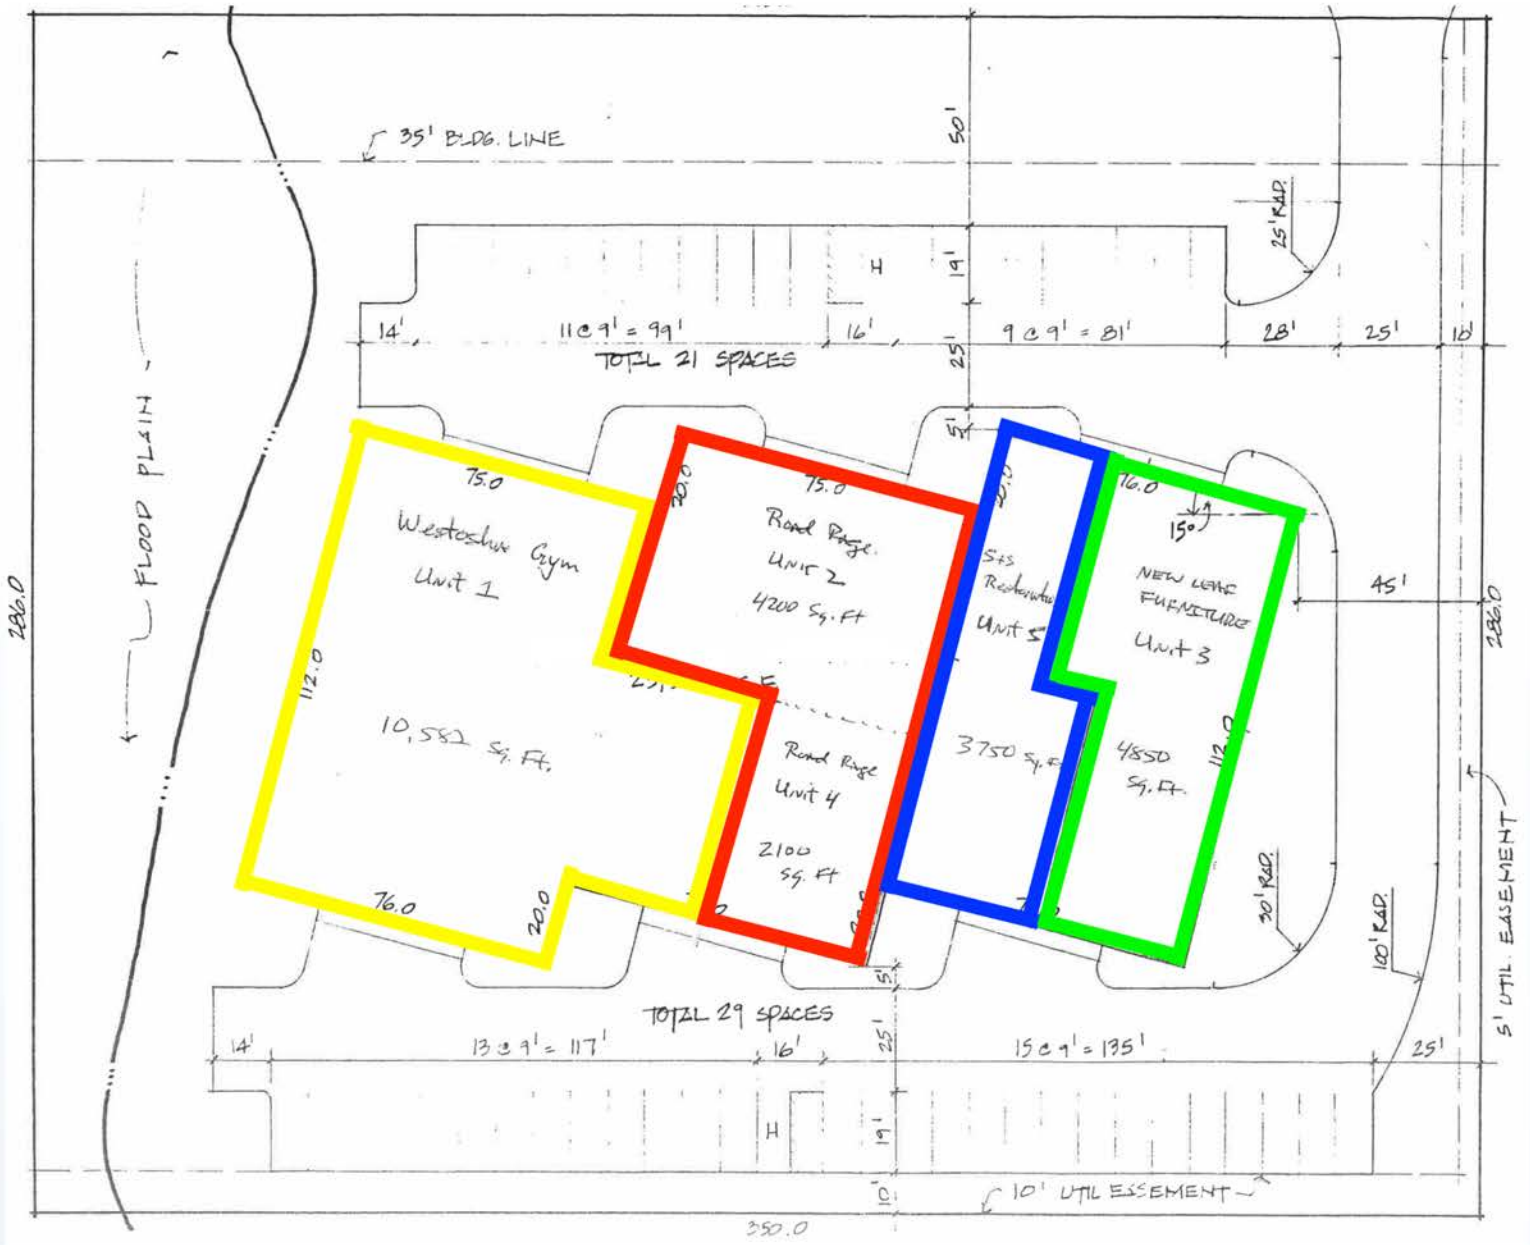 35' BLDG. LINE
50'
25' RAD.
H
19'
14'
11 @ 9' = 99'
16'
9 @ 9' = 81'
28'
25'
10'
TOTAL 21 SPACES
25'
5'
FLOOD PLAIN
286.0
75.0
Westosha Gym
Unit 1
10,582 Sq. Ft.
112.0
76.0
20.0
20.0
75.0
Road Rage
Unit 2
4200 Sq. Ft
Road Rage
Unit 4
2100
Sq. Ft
Unit 5
3750 Sq. F
76.0
15°
NEW LEAF
FURNITURE
Unit 3
4850
Sq. Ft.
112.0
45'
286.0
30' RAD.
100' RAD.
5' UTIL. EASEMENT
5'
TOTAL 29 SPACES
25'
14'
13 @ 9' = 117'
16'
15 @ 9' = 135'
25'
H
19'
10'
10' UTIL EASEMENT
350.0